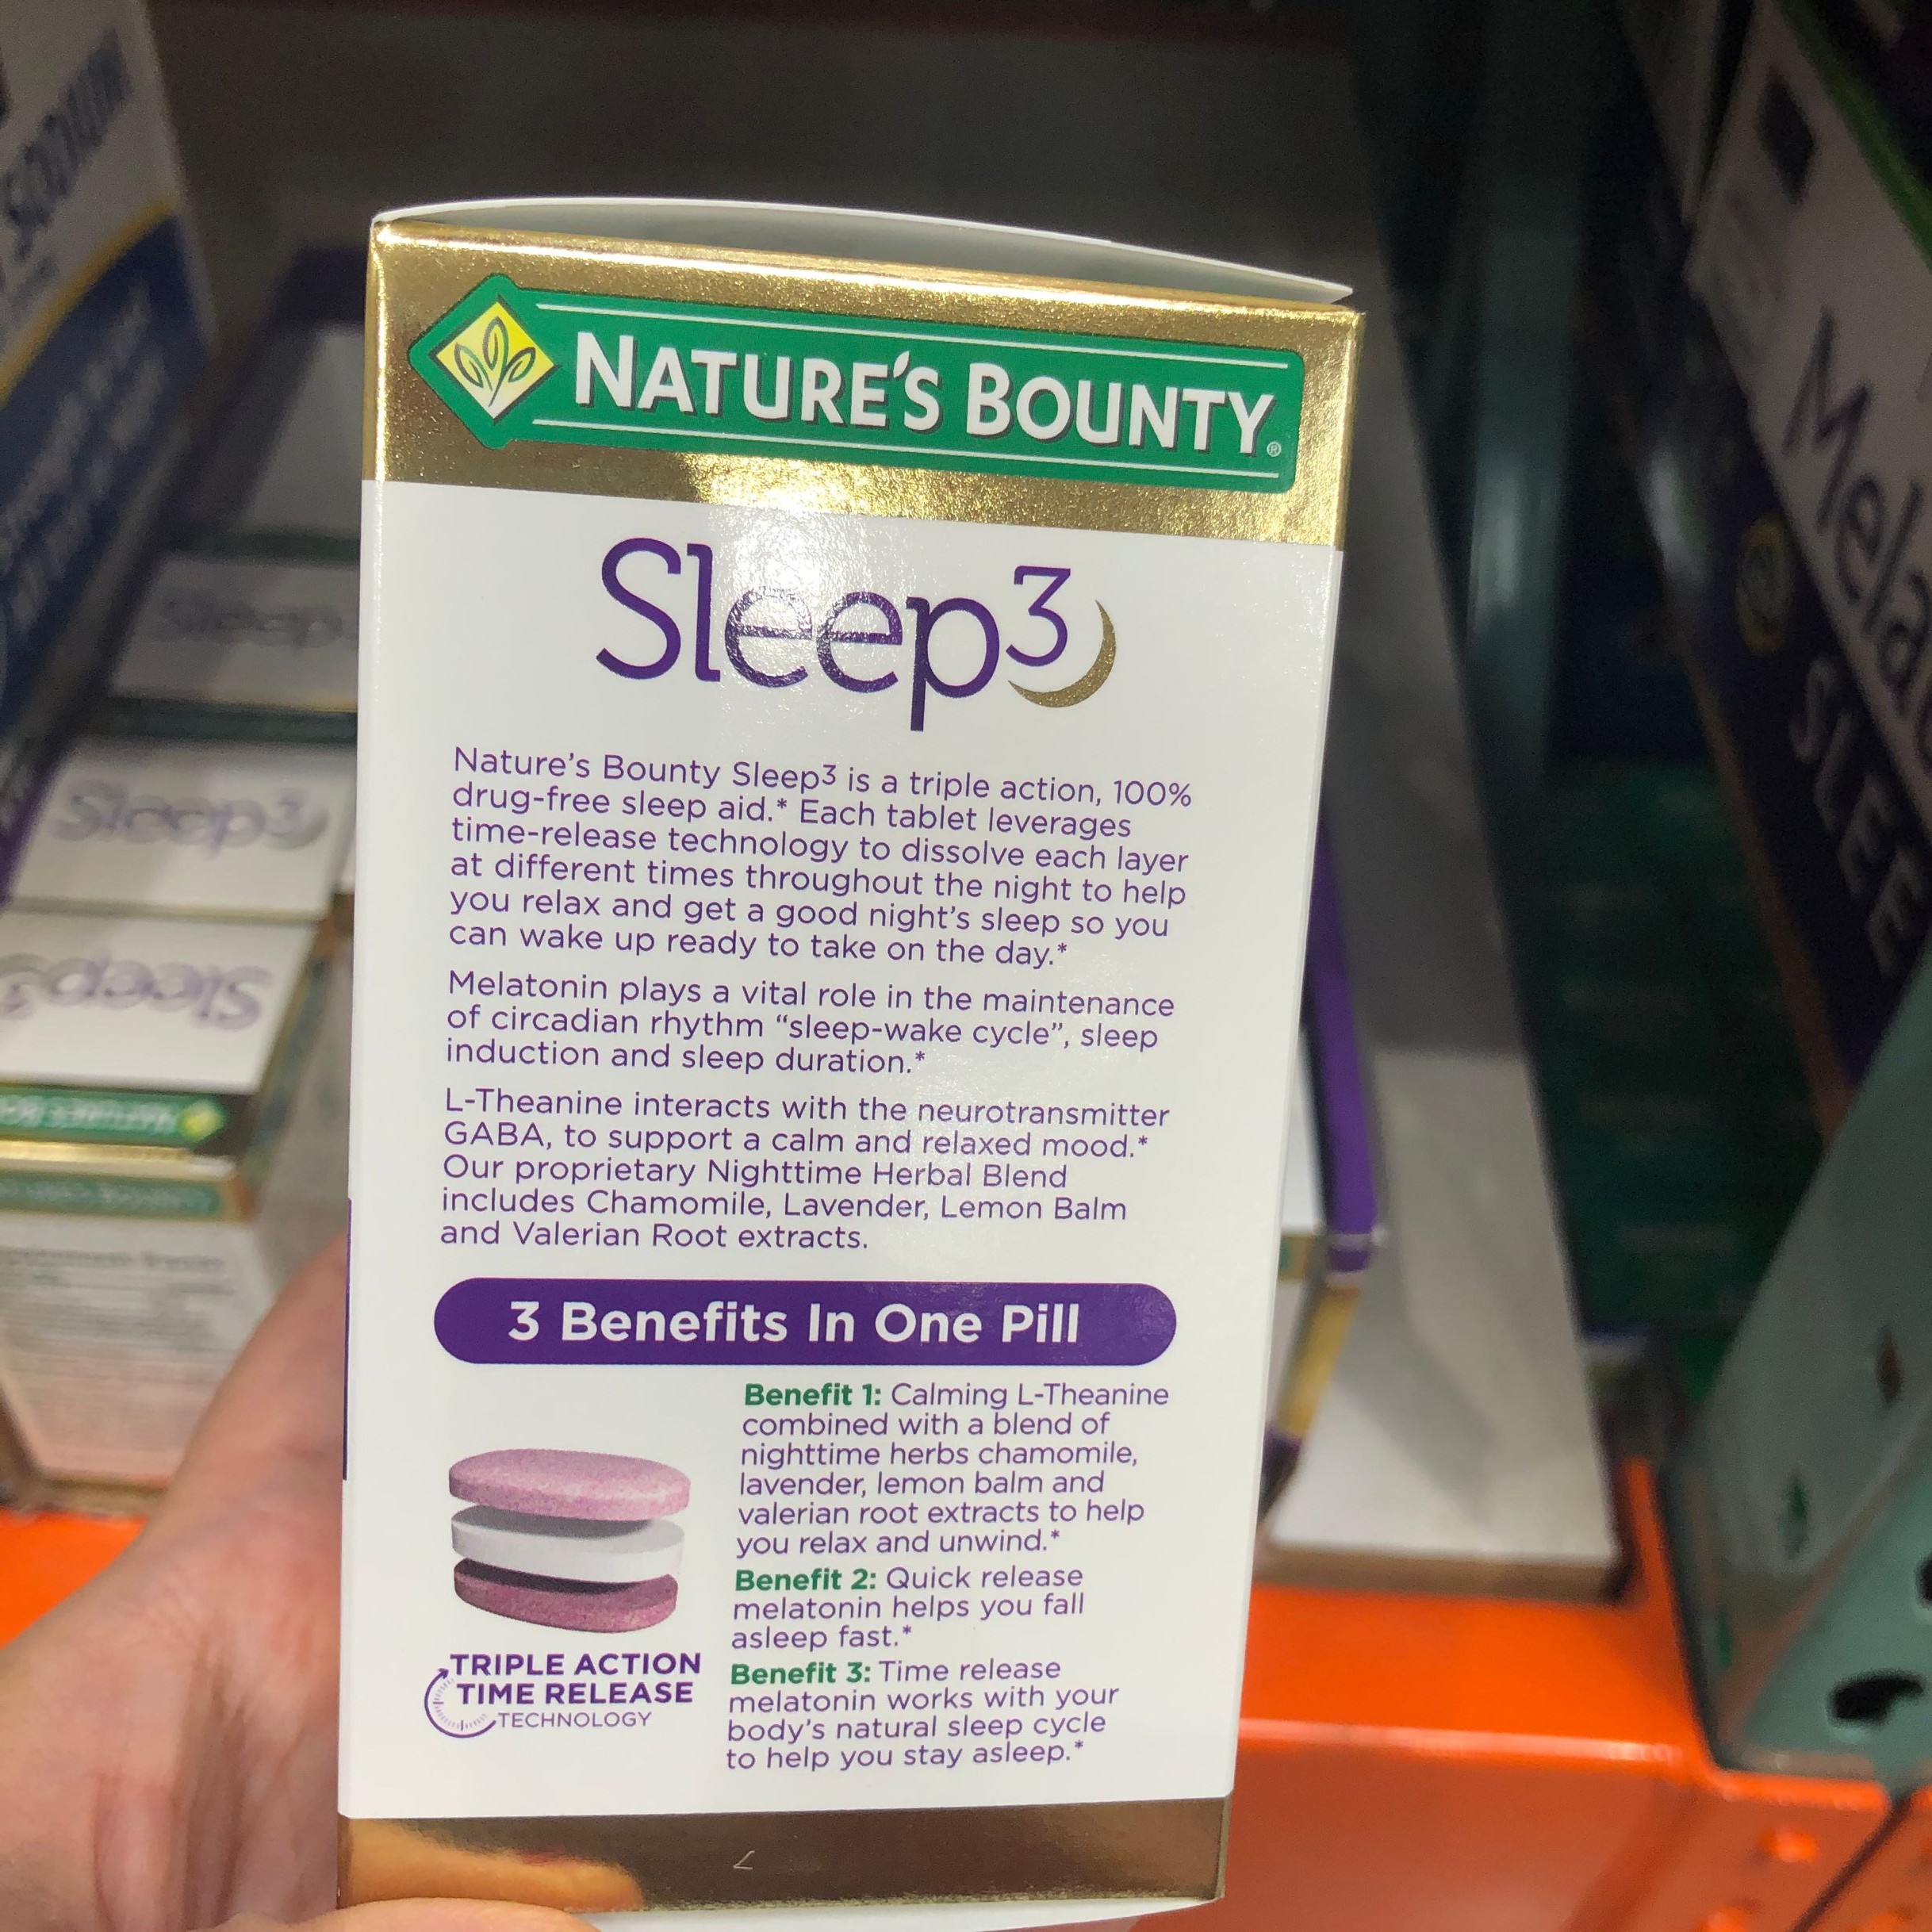 NATURE'S BOUNTY®
Sleep3
Nature's Bounty Sleep3 is a triple action, 100%
drug-free sleep aid.* Each tablet leverages
time-release technology to dissolve each layer
at different times throughout the night to help
you relax and get a good night's sleep so you
can wake up ready to take on the day.*
Melatonin plays a vital role in the maintenance
of circadian rhythm “sleep-wake cycle”, sleep
induction and sleep duration.*
L-Theanine interacts with the neurotransmitter
GABA, to support a calm and relaxed mood.*
Our proprietary Nighttime Herbal Blend
includes Chamomile, Lavender, Lemon Balm
and Valerian Root extracts.
3 Benefits In One Pill
Benefit 1: Calming L-Theanine
combined with a blend of
nighttime herbs chamomile,
lavender, lemon balm and
valerian root extracts to help
you relax and unwind.*
Benefit 2: Quick release
melatonin helps you fall
asleep fast.*
Benefit 3: Time release
melatonin works with your
body's natural sleep cycle
to help you stay asleep.*
TRIPLE ACTION
TIME RELEASE
TECHNOLOGY
SODIUM
Sleep
Sleep3
Sleep3
NATURE'S BO
Mela
SLEE